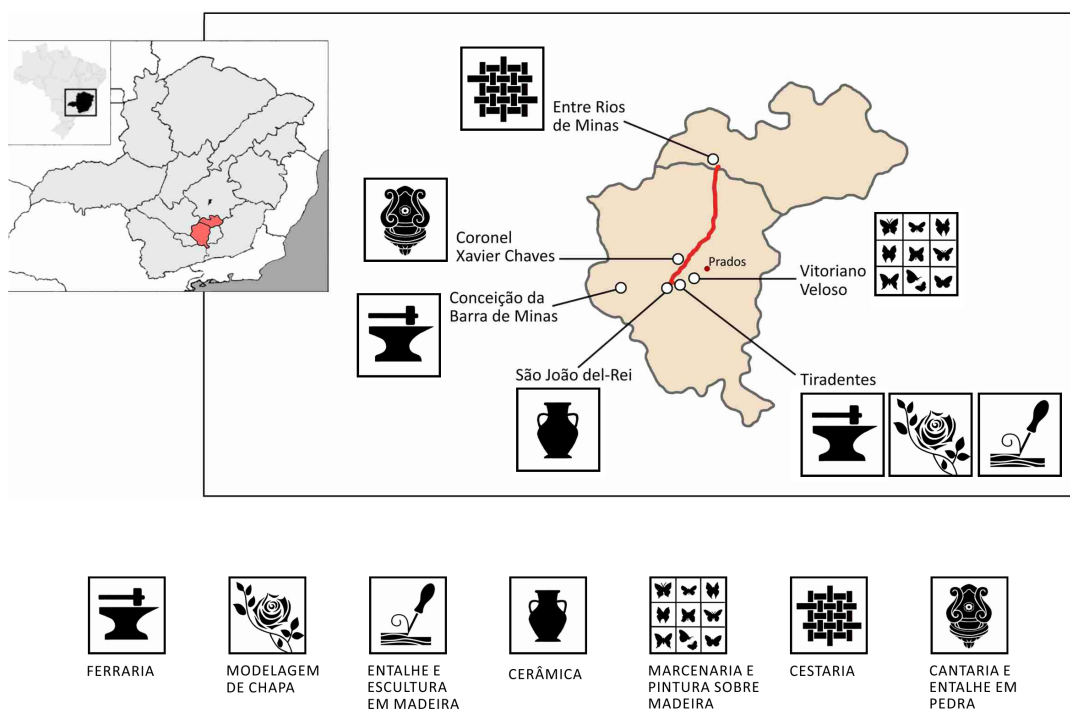 Entre Rios
de Minas
Coronel
Xavier Chaves
Prados
Vitoriano
Veloso
Conceição da
Barra de Minas
São João del-Rei
Tiradentes
FERRARIA
MODELAGEM
DE CHAPA
ENTALHE E
ESCULTURA
EM MADEIRA
CERÂMICA
MARCENARIA E
PINTURA SOBRE
MADEIRA
CESTARIA
CANTARIA E
ENTALHE EM
PEDRA